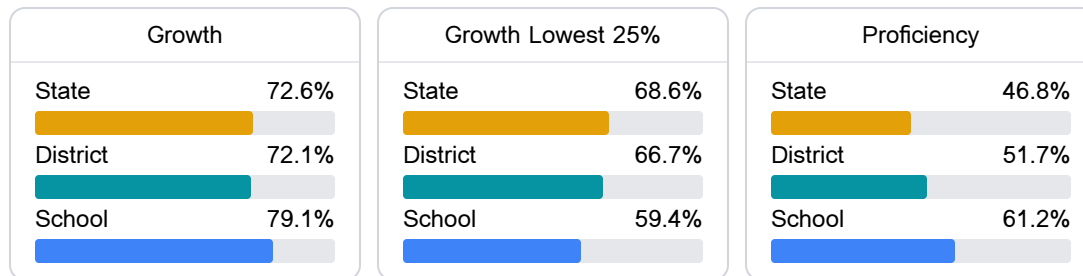 Growth
State 72.6%
District 72.1%
School 79.1%
Growth Lowest 25%
State 68.6%
District 66.7%
School 59.4%
Proficiency
State 46.8%
District 51.7%
School 61.2%